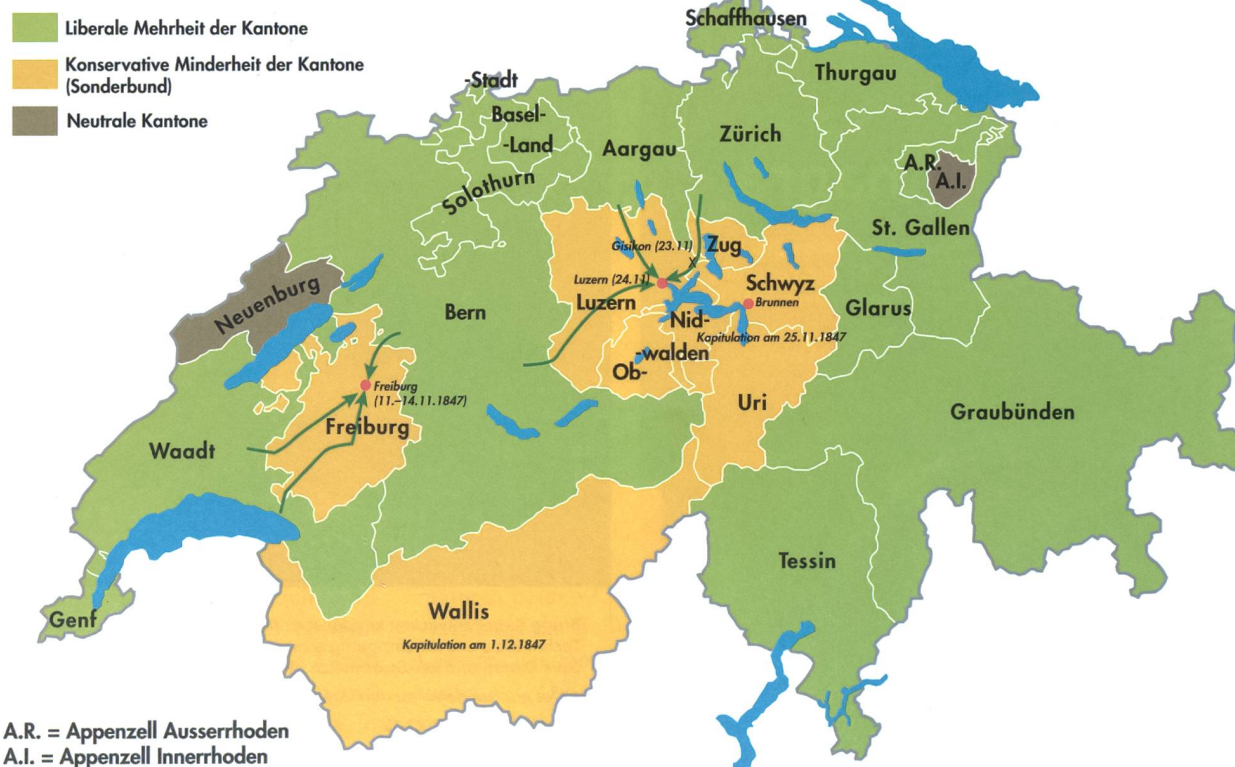 Liberale Mehrheit der Kantone
Konservative Minderheit der Kantone
(Sonderbund)
Neutrale Kantone
Schaffhausen
Thurgau
-Stadt
Basel-
-Land
Aargau
Zürich
A.R.
A.I.
Solothurn
St. Gallen
Gisikon (23.11)
X
Zug
Luzern (24.11)
Luzern
Schwyz
Brunnen
Neuenburg
Bern
Nid-
-walden
Kapitulation am 25.11.1847
Glarus
Ob-
Freiburg
(11.–14.11.1847)
Freiburg
Uri
Graubünden
Waadt
Tessin
Wallis
Kapitulation am 1.12.1847
Genf
A.R. = Appenzell Ausserrhoden
A.I. = Appenzell Innerrhoden